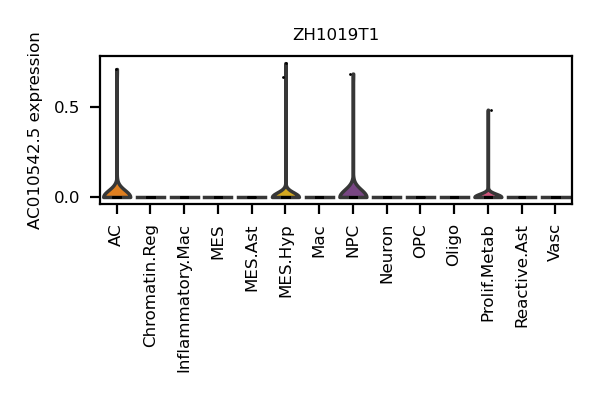 ZH1019T1
AC010542.5 expression
0.5
0.0
AC
Chromatin.Reg
Inflammatory.Mac
MES
MES.Ast
MES.Hyp
Mac
NPC
Neuron
OPC
Oligo
Prolif.Metab
Reactive.Ast
Vasc